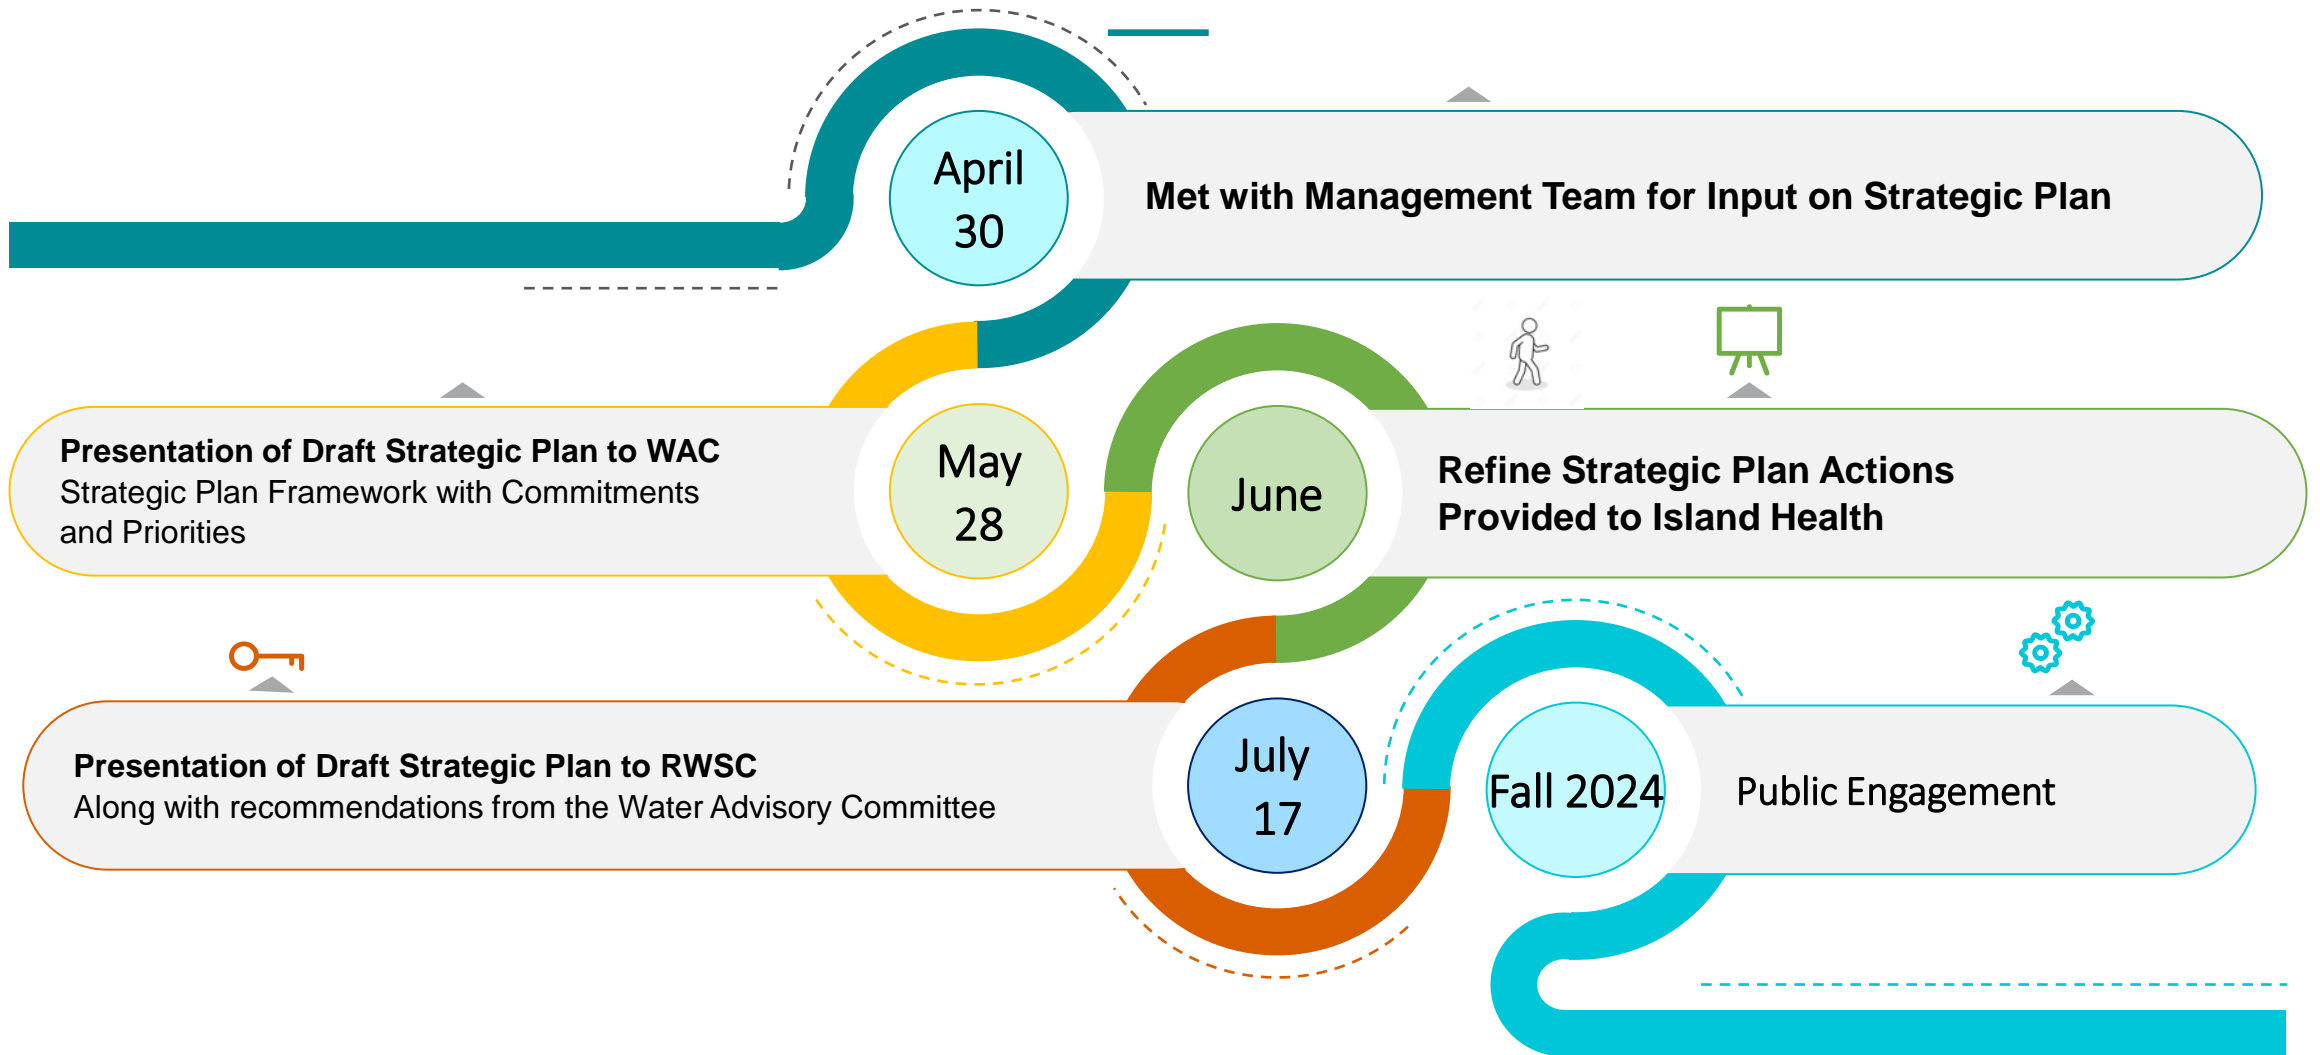 April
30
Met with Management Team for Input on Strategic Plan
May
28
Presentation of Draft Strategic Plan to WAC
Strategic Plan Framework with Commitments
and Priorities
June
Refine Strategic Plan Actions
Provided to Island Health
July
17
Presentation of Draft Strategic Plan to RWSC
Along with recommendations from the Water Advisory Committee
Fall 2024
Public Engagement